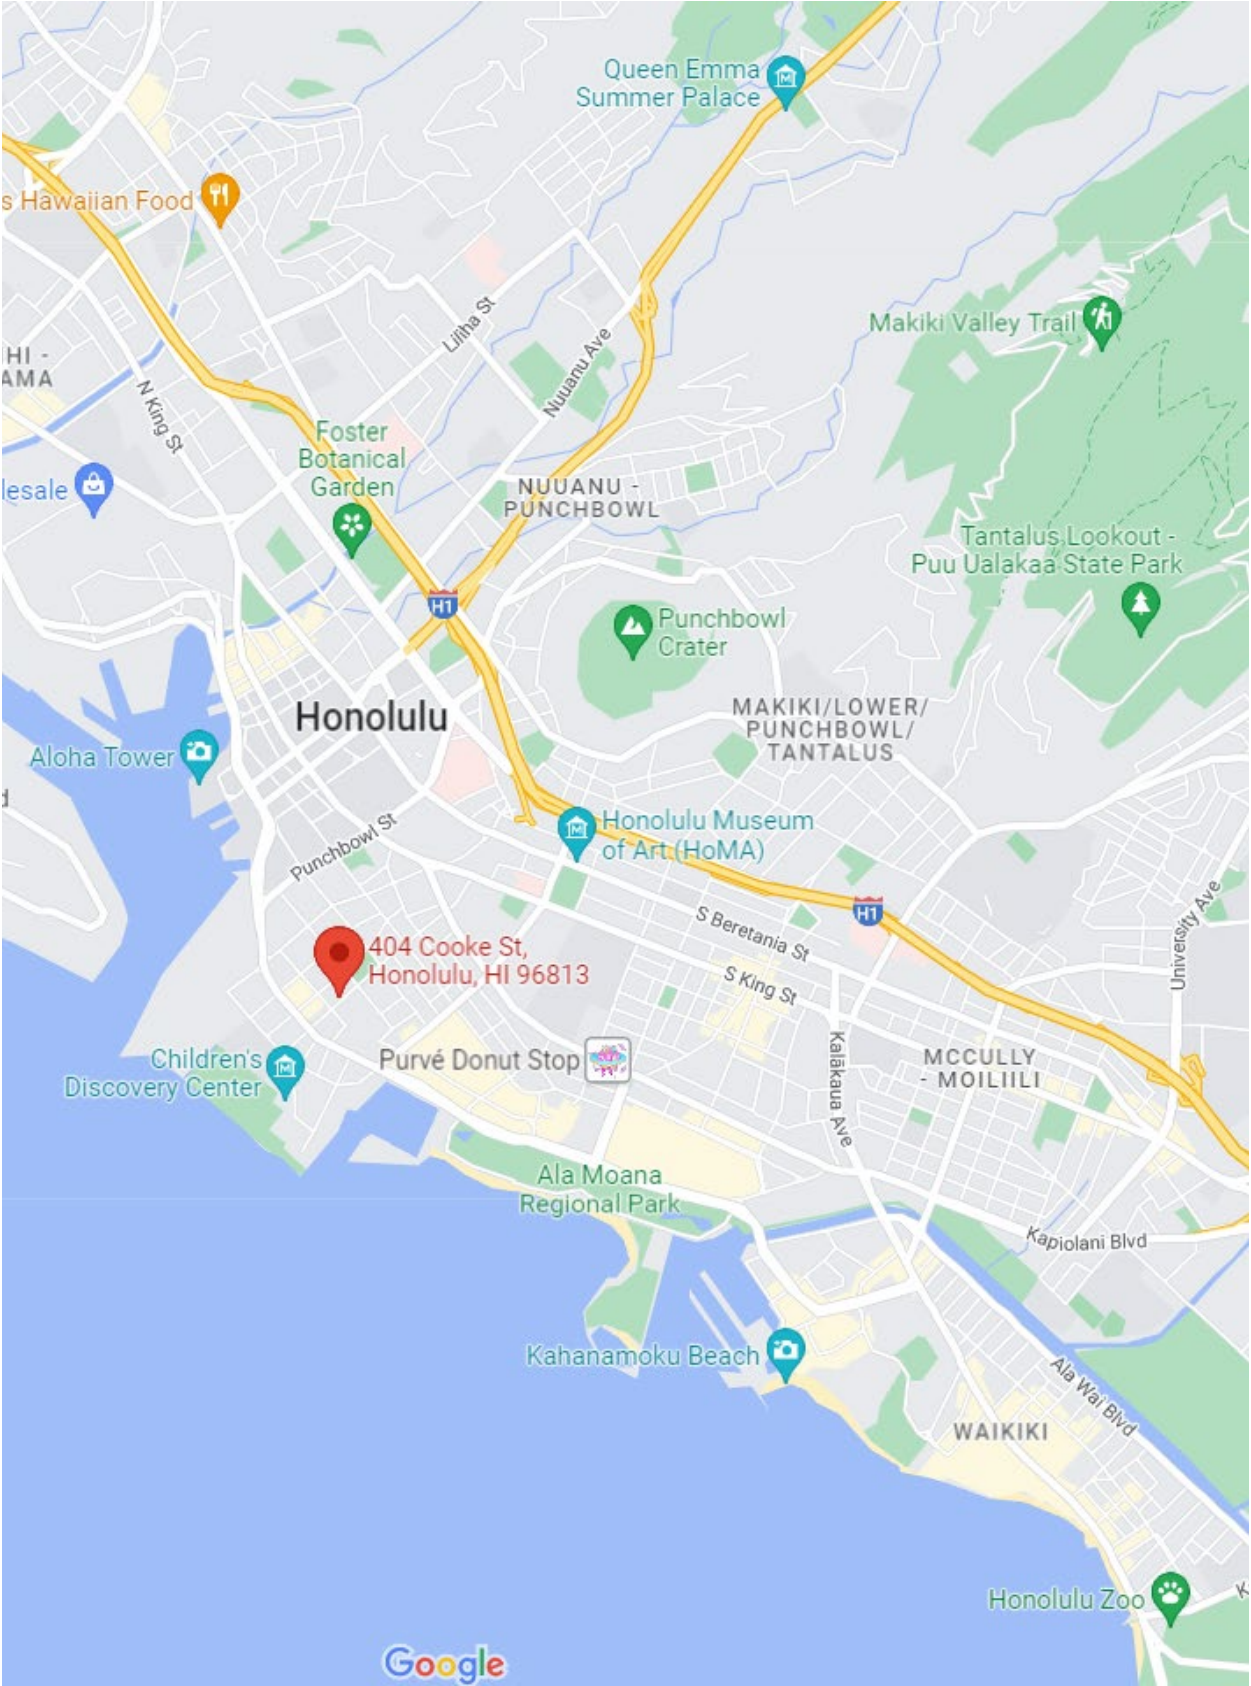 Queen Emma
Summer Palace
s Hawaiian Food
Makiki Valley Trail
Liliha St
Nuuanu Ave
HI -
AMA
N King St
Foster
Botanical
Garden
lesale
NUUANU -
PUNCHBOWL
Tantalus Lookout -
Puu Ualakaa State Park
H1
Punchbowl
Crater
Honolulu
MAKIKI/LOWER/
PUNCHBOWL/
TANTALUS
Aloha Tower
d
Punchbowl St
Honolulu Museum
of Art (HoMA)
H1
S Beretania St
University Ave
404 Cooke St,
Honolulu, HI 96813
S King St
Children's
Discovery Center
Purvé Donut Stop
Kalākaua Ave
MCCULLY
- MOILIILI
Ala Moana
Regional Park
Kapiolani Blvd
Kahanamoku Beach
Ala Wai Blvd
WAIKIKI
Honolulu Zoo
K
Google